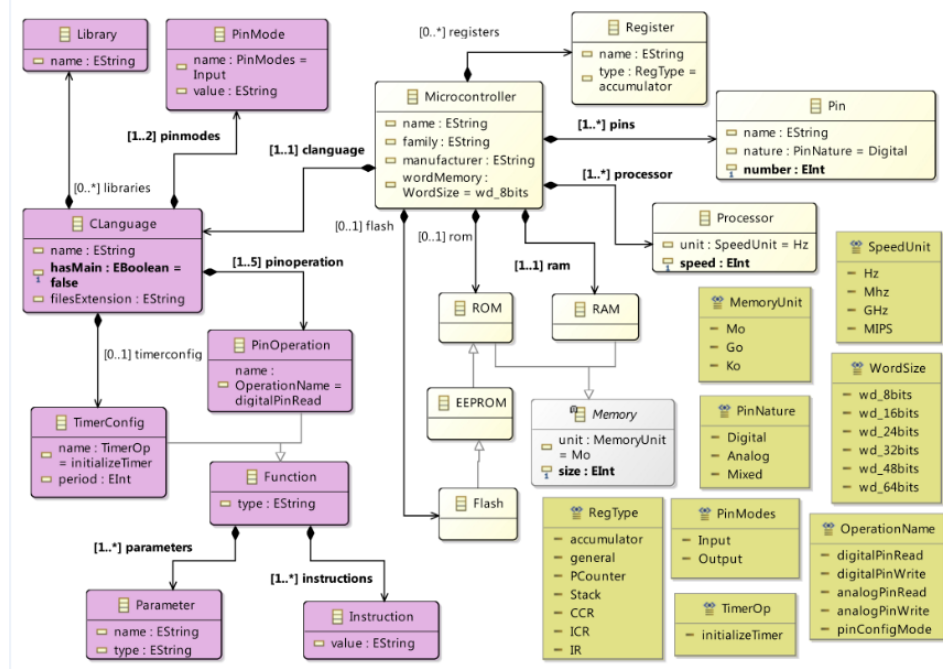 Library
name : EString
PinMode
name : PinModes =
Input
value : EString
[0..*] registers
Register
name : EString
type : RegType =
accumulator
Microcontroller
name : EString
family : EString
manufacturer : EString
wordMemory :
WordSize = wd_8bits
[1..*] pins
Pin
name : EString
nature : PinNature = Digital
number : EInt
[1..2] pinmodes
[1..1] clanguage
[1..*] processor
[0..*] libraries
[0..1] flash
[0..1] rom
[1..1] ram
Processor
unit : SpeedUnit = Hz
speed : EInt
CLanguage
name : EString
hasMain : EBoolean =
false
filesExtension : EString
[1..5] pinoperation
SpeedUnit
Hz
Mhz
GHz
MIPS
ROM
RAM
MemoryUnit
Mo
Go
Ko
[0..1] timerconfig
PinOperation
name :
OperationName =
digitalPinRead
WordSize
wd_8bits
wd_16bits
wd_24bits
wd_32bits
wd_48bits
wd_64bits
EEPROM
Memory
unit : MemoryUnit
= Mo
size : EInt
PinNature
Digital
Analog
Mixed
TimerConfig
name : TimerOp
= initializeTimer
period : EInt
Function
type : EString
Flash
RegType
accumulator
general
PCounter
Stack
CCR
ICR
IR
PinModes
Input
Output
OperationName
digitalPinRead
digitalPinWrite
analogPinRead
analogPinWrite
pinConfigMode
[1..*] parameters
[1..*] instructions
Parameter
name : EString
type : EString
Instruction
value : EString
TimerOp
initializeTimer